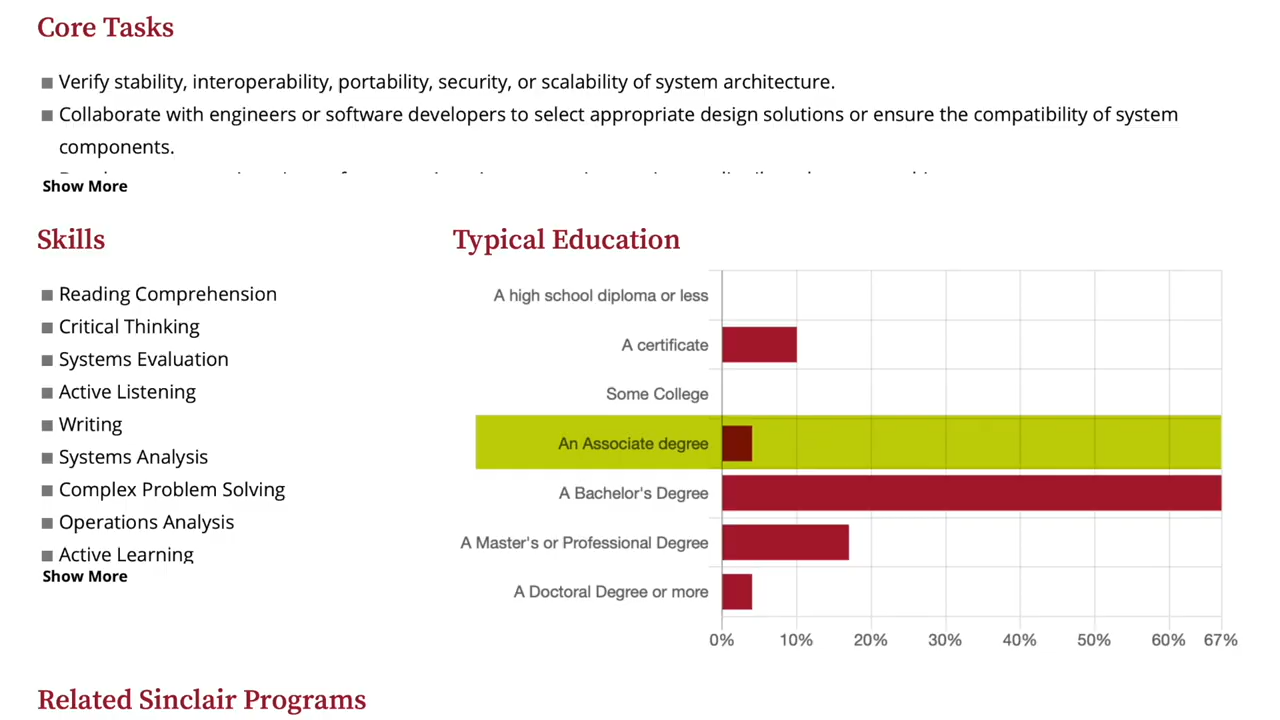 Core Tasks
Verify stability, interoperability, portability, security, or scalability of system architecture.
Collaborate with engineers or software developers to select appropriate design solutions or ensure the compatibility of system
components.
Show More
Skills
Reading Comprehension
Critical Thinking
Systems Evaluation
Active Listening
Writing
Systems Analysis
Complex Problem Solving
Operations Analysis
Active Learning
Show More
Typical Education
A high school diploma or less
A certificate
Some College
An Associate degree
A Bachelor's Degree
A Master's or Professional Degree
A Doctoral Degree or more
0% 10% 20% 30% 40% 50% 60% 67%
Related Sinclair Programs